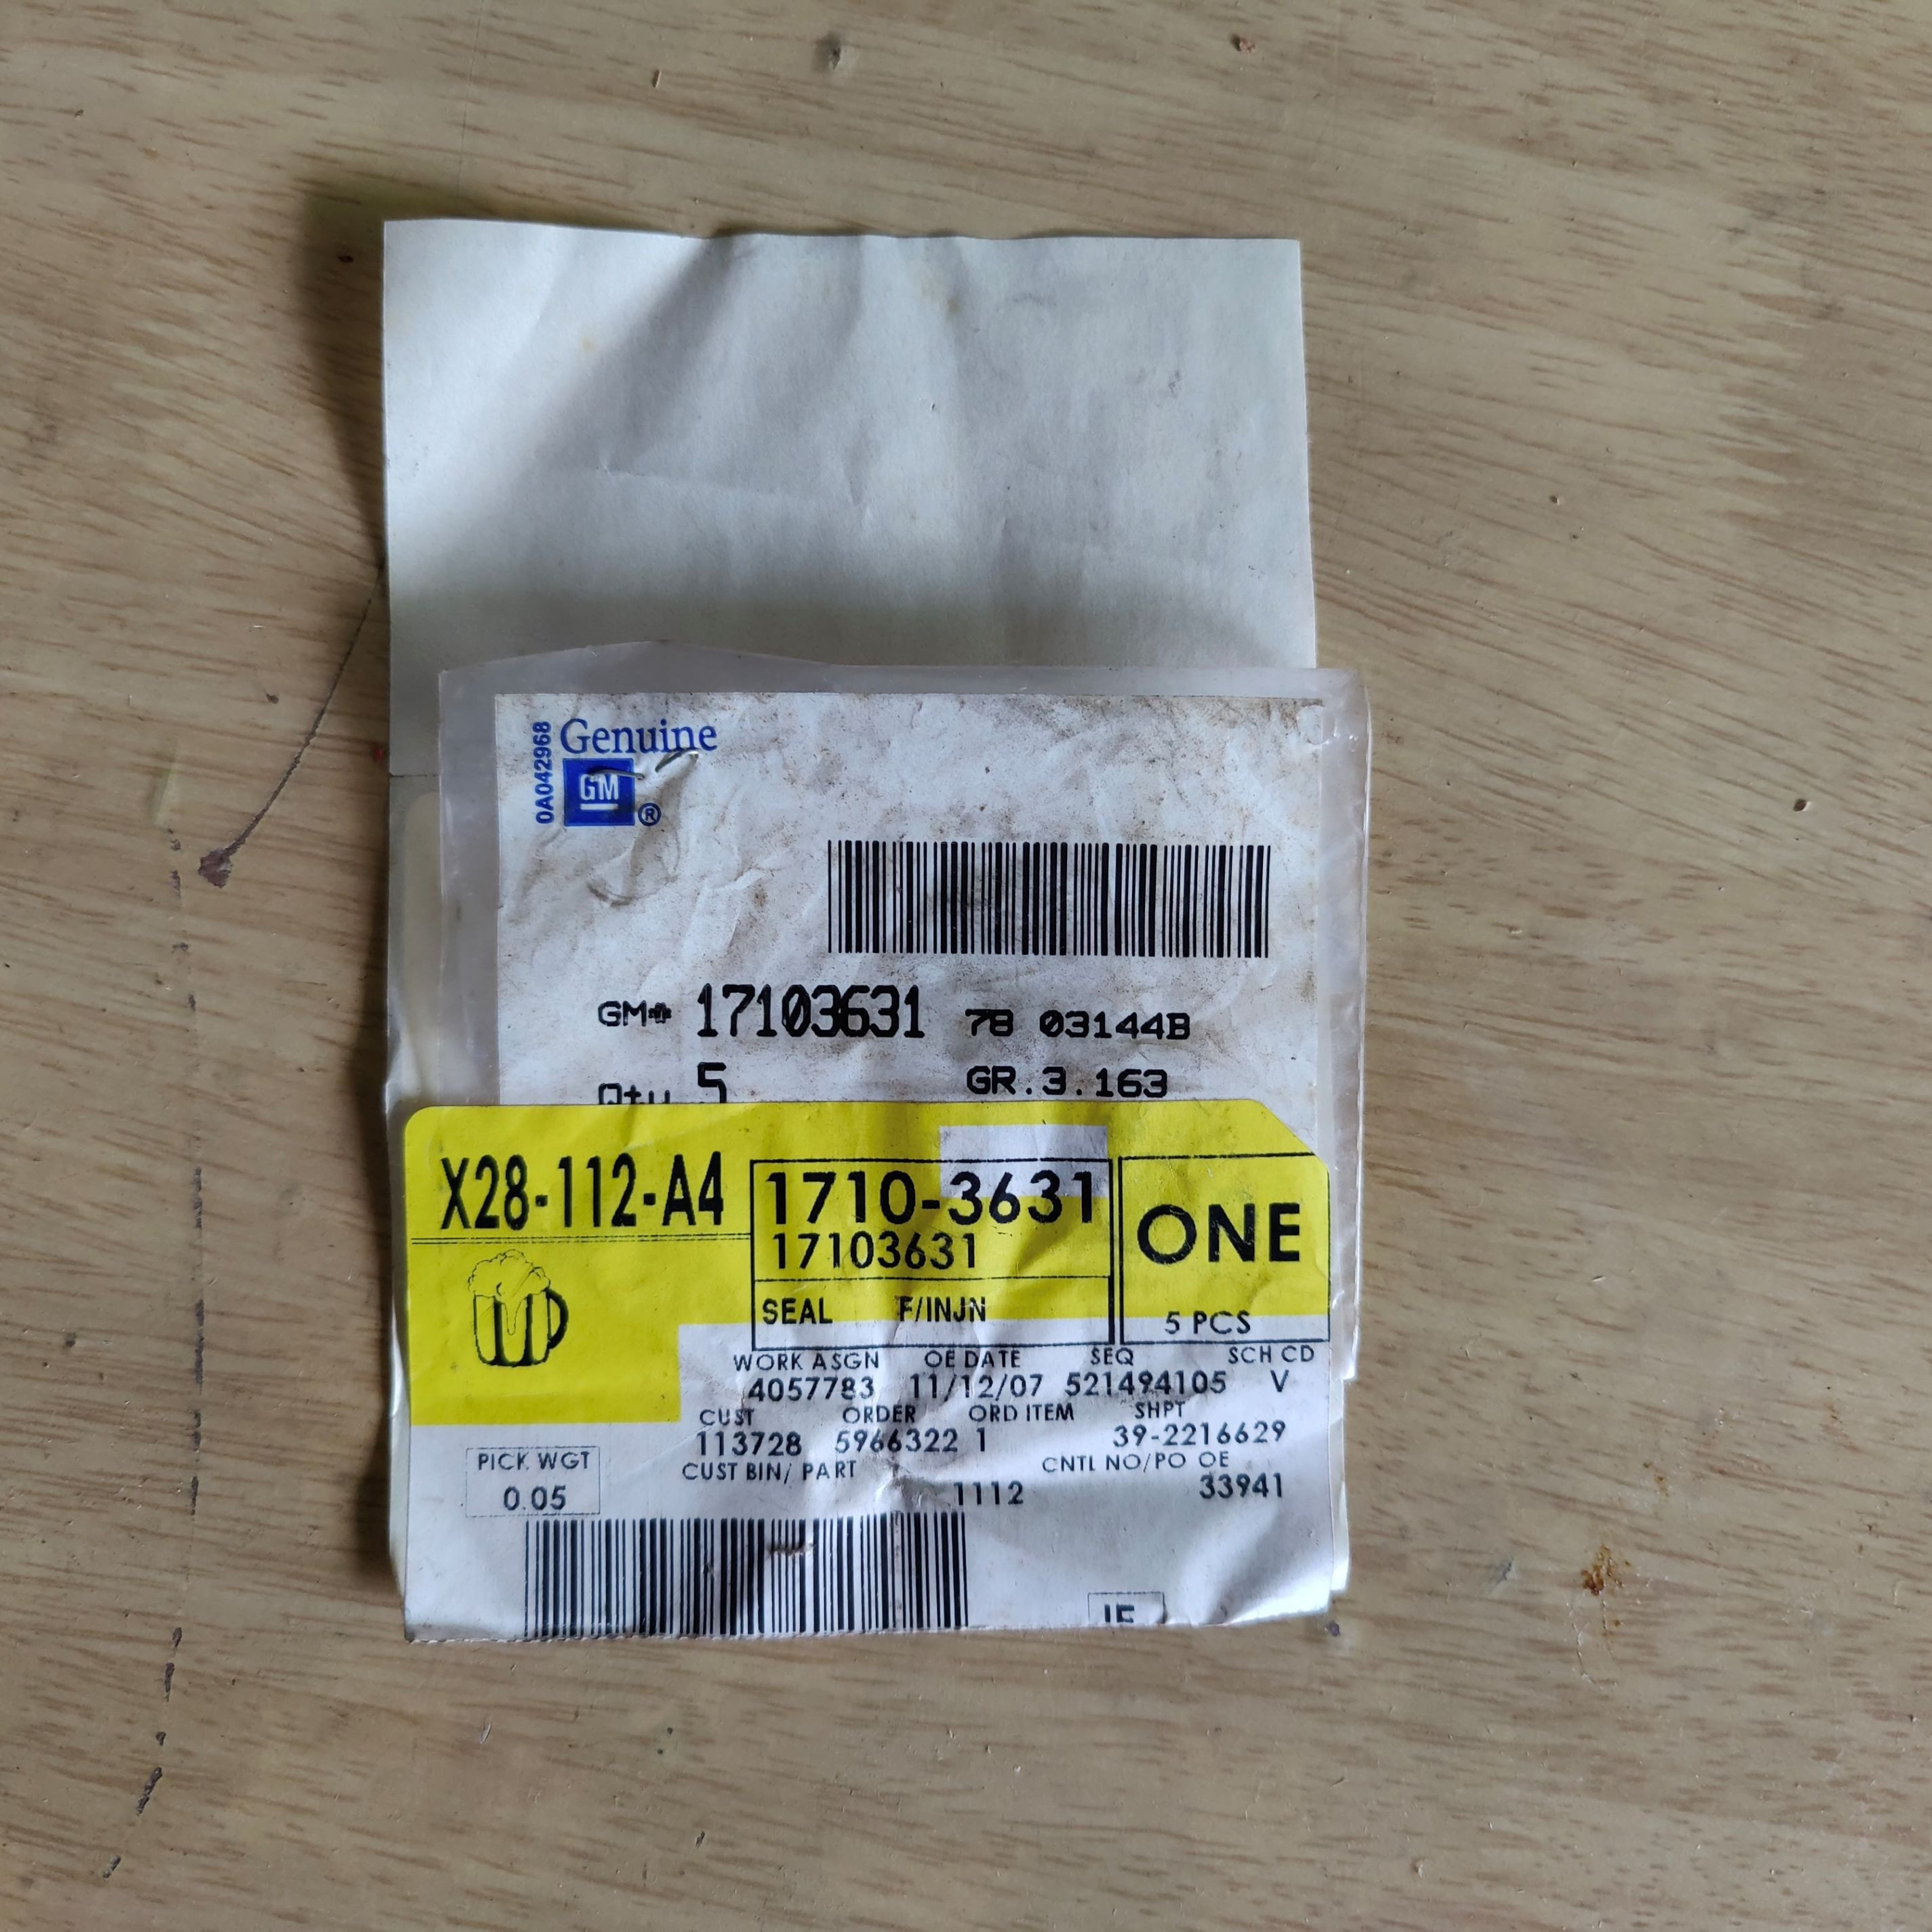 0A042968
Genuine
GM ®
GM# 17103631 78 03144B
Qty 5 GR.3.163
X28-112-A4
1710-3631
17103631
SEAL F/INJN
ONE
5 PCS
WORK ASGN OE DATE SEQ SCH CD
4057783 11/12/07 521494105 V
CUST ORDER ORD ITEM SHPT
113728 5966322 1 39-2216629
CUST BIN/ PART CNTL NO/PO OE
1112 33941
PICK WGT
0.05